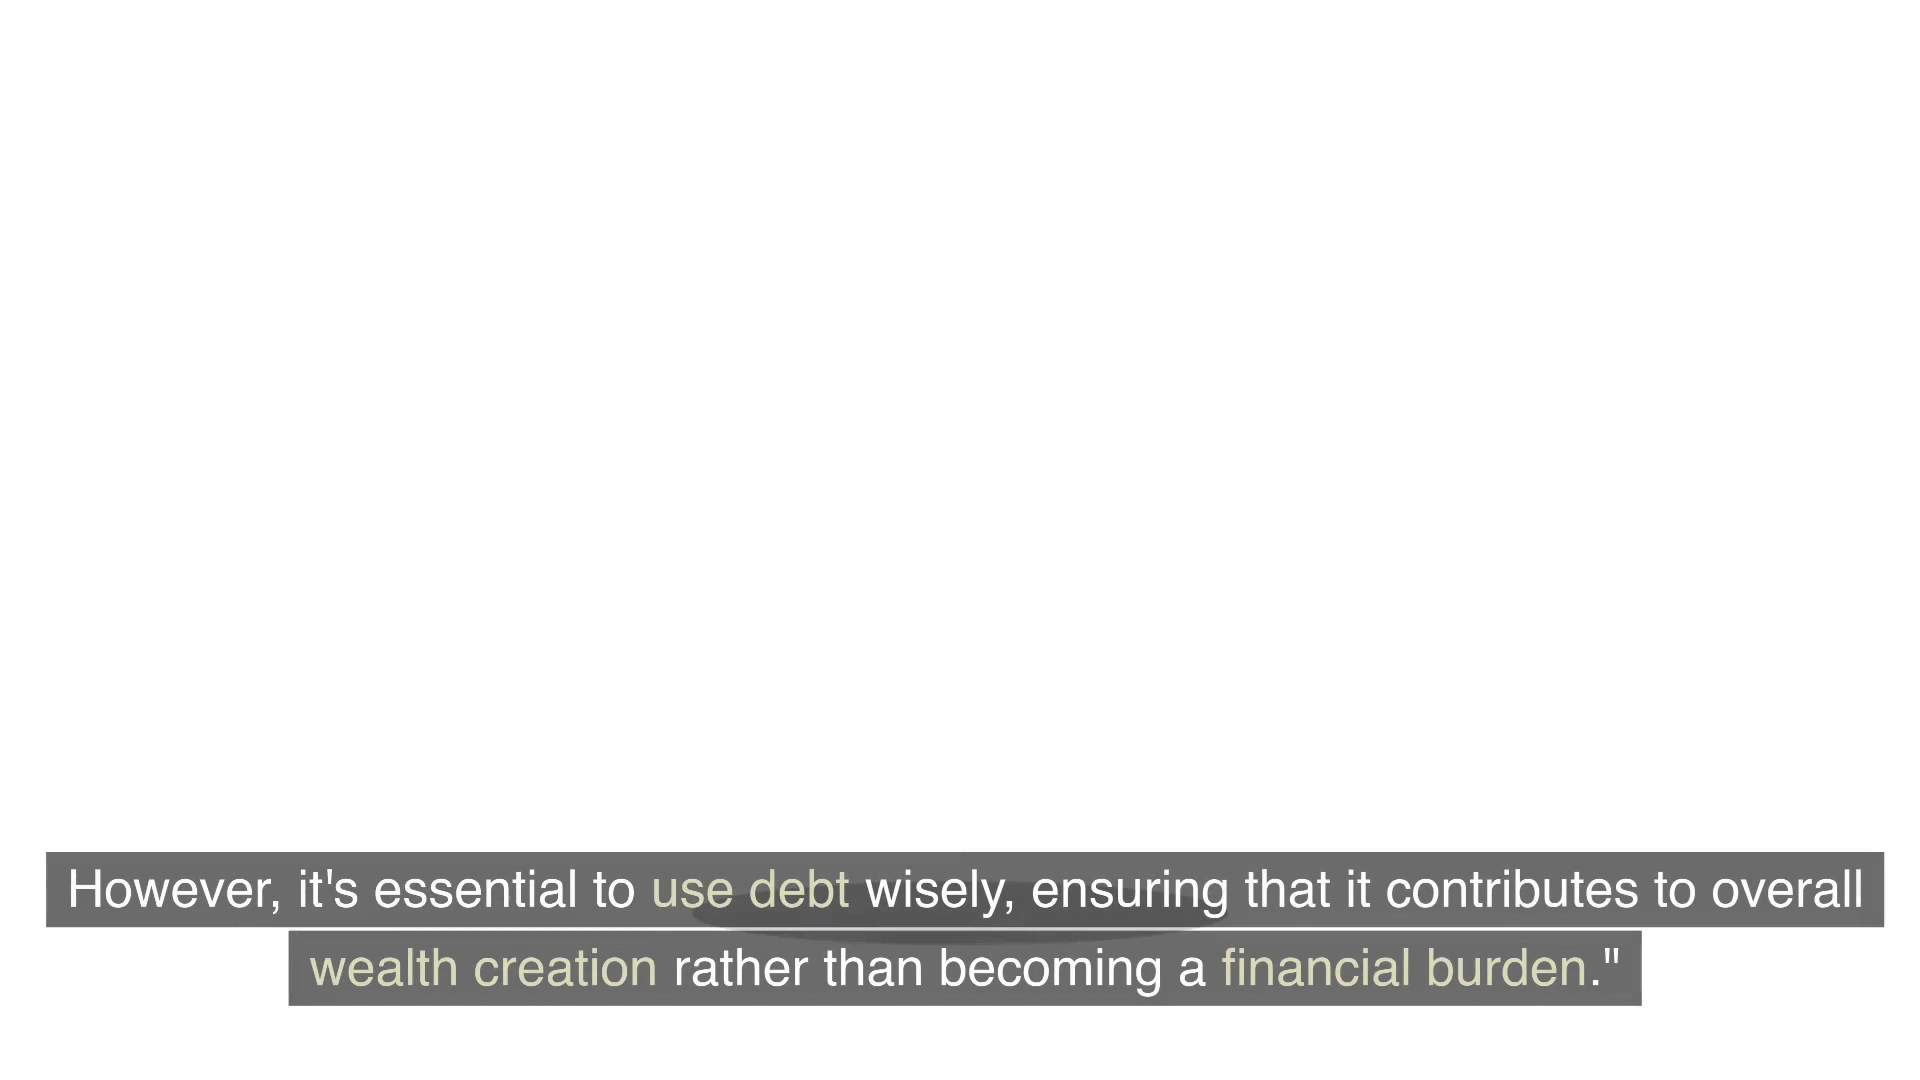 However, it's essential to use debt wisely, ensuring that it contributes to overall
wealth creation rather than becoming a financial burden."